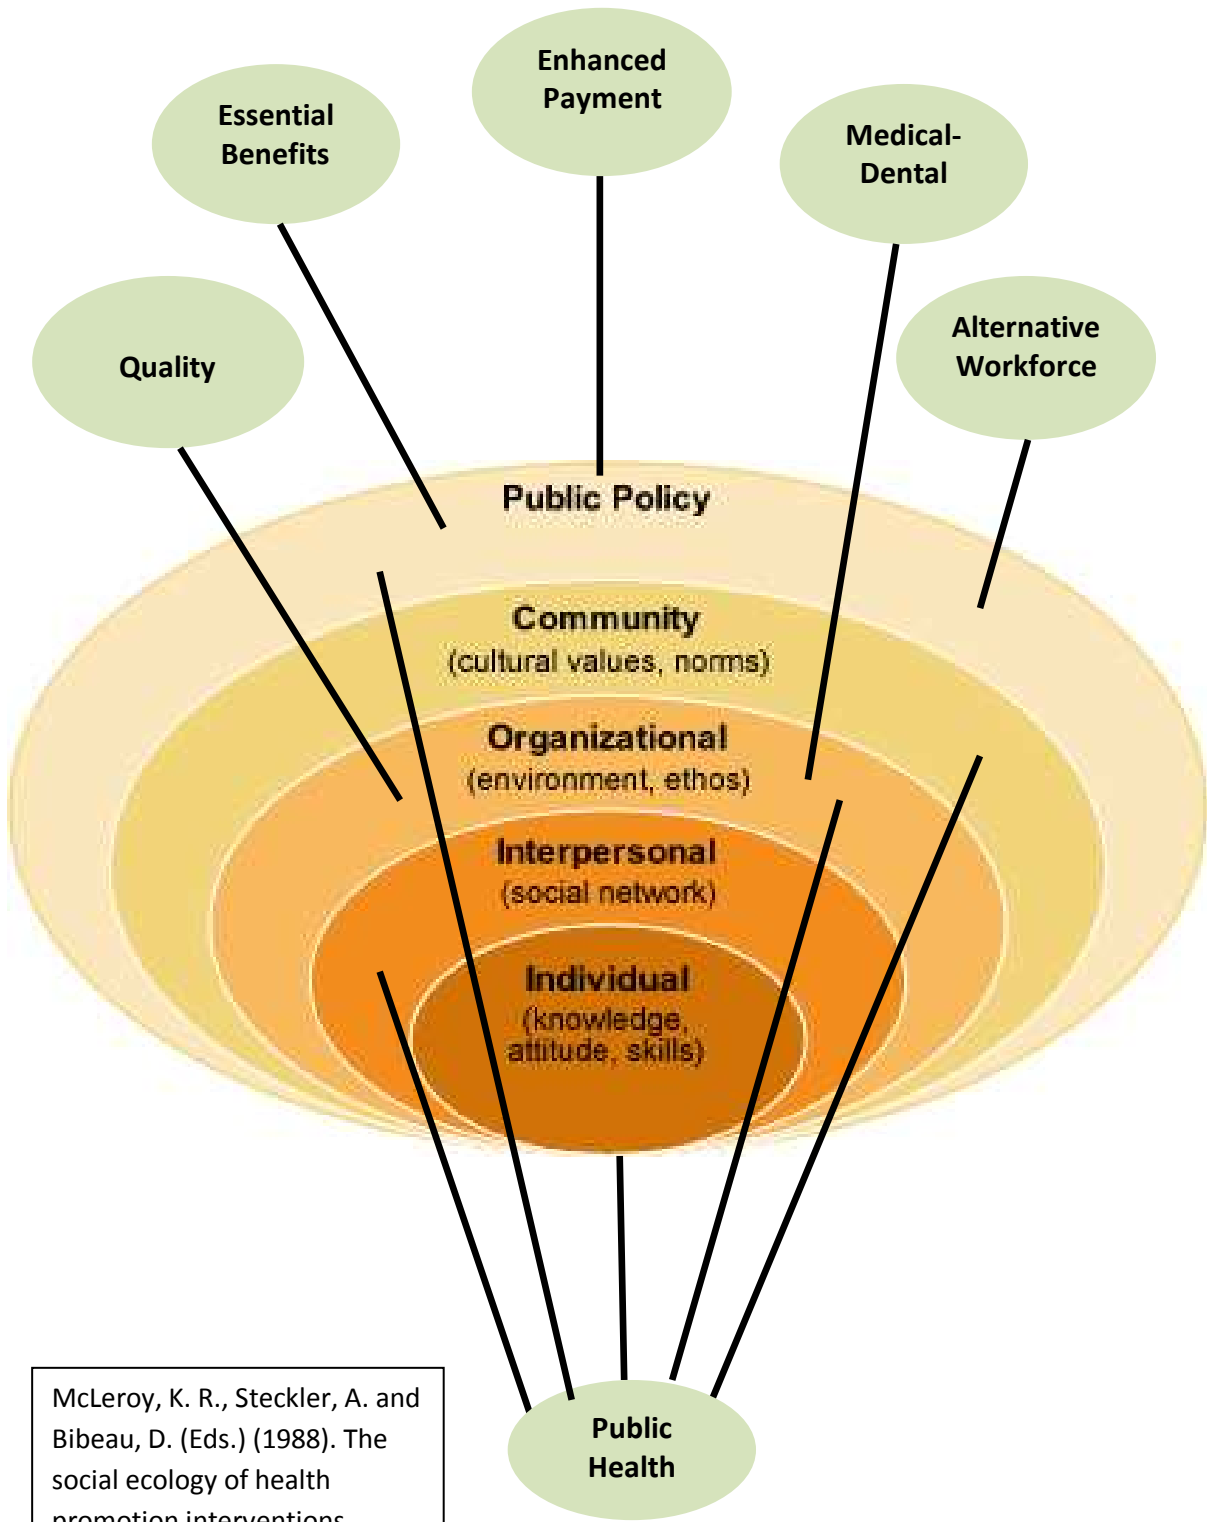 Enhanced
Payment
Essential
Benefits
Medical-
Dental
Quality
Alternative
Workforce
Public Policy
Community
(cultural values, norms)
Organizational
(environment, ethos)
Interpersonal
(social network)
Individual
(knowledge,
attitude, skills)
McLeroy, K. R., Steckler, A. and
Bibeau, D. (Eds.) (1988). The
social ecology of health
promotion interventions
Public
Health